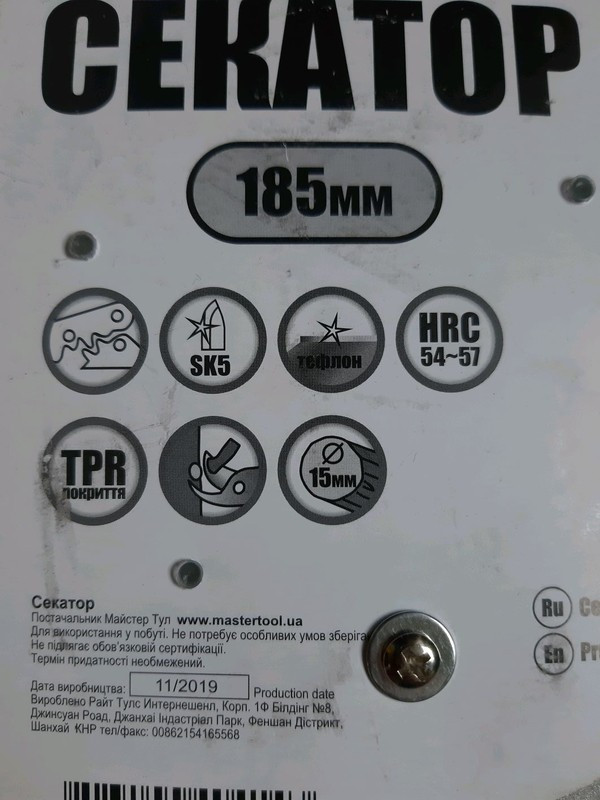 СЕКАТОР
185мм
SK5
тефлон
HRC
54~57
TPR
покриття
15мм
Секатор
Постачальник Майстер Тул www.mastertool.ua
Для використання у побуті. Не потребує особливих умов зберіга
Не підлягає обов'язковій сертифікації.
Термін придатності необмежений.
Дата виробництва: 11/2019 Production date
Вироблено Райт Тулс Интернешенл, Корп. 1Ф Білдінг №8,
Джинсуан Роад, Джанхаі Індастріал Парк, Феншан Дістрикт,
Шанхай КНР тел/факс: 00862154165568
Ru Се
En Pr